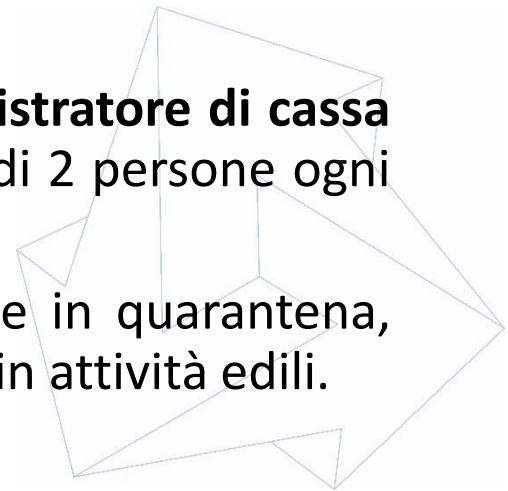 istratore di cassa
di 2 persone ogni
e in quarantena,
in attività edili.